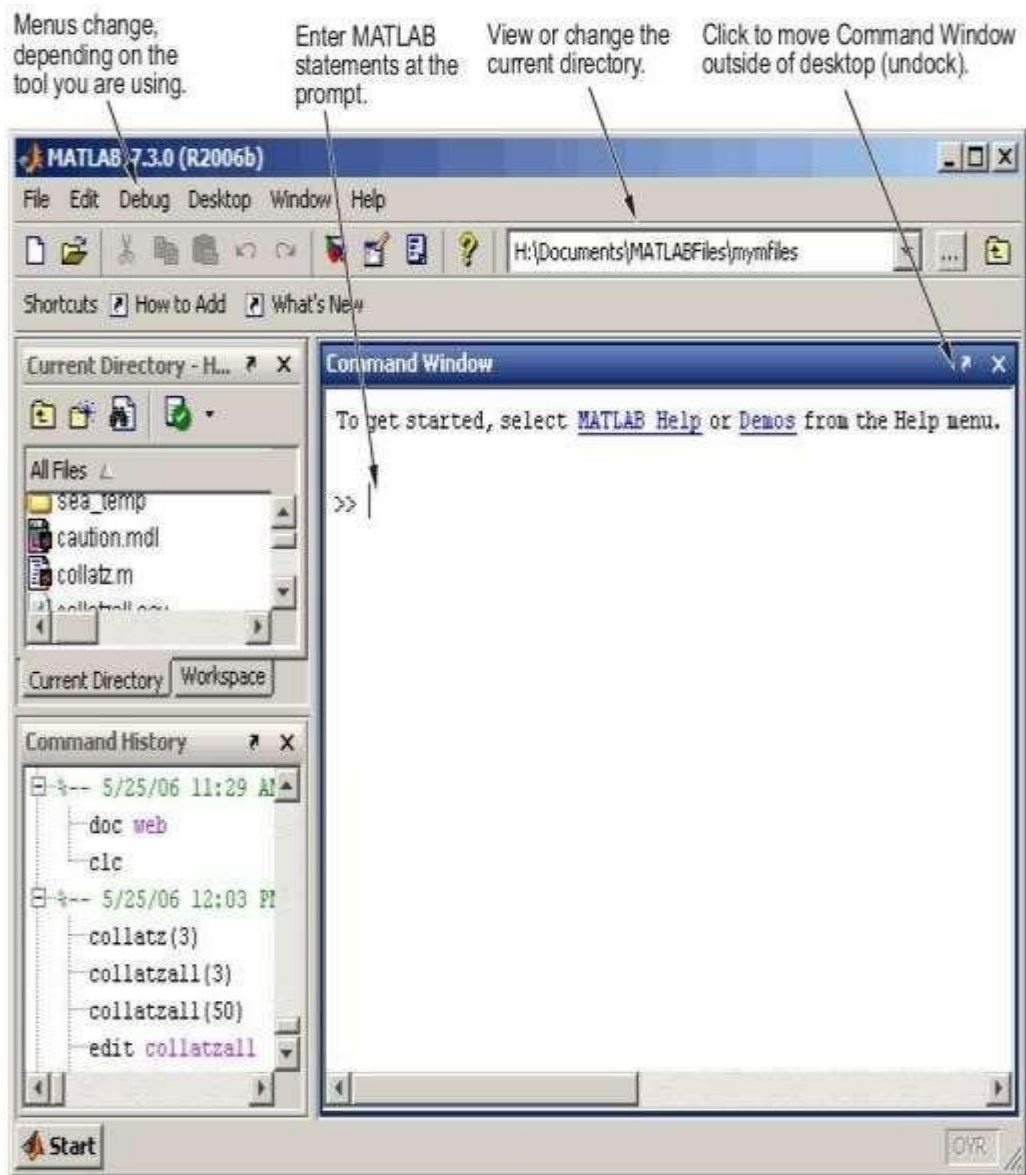 Menus change,
depending on the
tool you are using.
Enter MATLAB
statements at the
prompt.
View or change the
current directory.
Click to move Command Window
outside of desktop (undock).
MATLAB 7.3.0 (R2006b)
File Edit Debug Desktop Window Help
H:\Documents\MATLABFiles\mymfiles
...
Shortcuts How to Add What's New
Current Directory - H...
All Files
sea_temp
caution.mdl
collatz.m
Current Directory Workspace
Command History
%-- 5/25/06 11:29 AM
doc web
clc
%-- 5/25/06 12:03 PM
collatz(3)
collatzall(3)
collatzall(50)
edit collatzall
Command Window
To get started, select MATLAB Help or Demos from the Help menu.
>>
Start
OVR